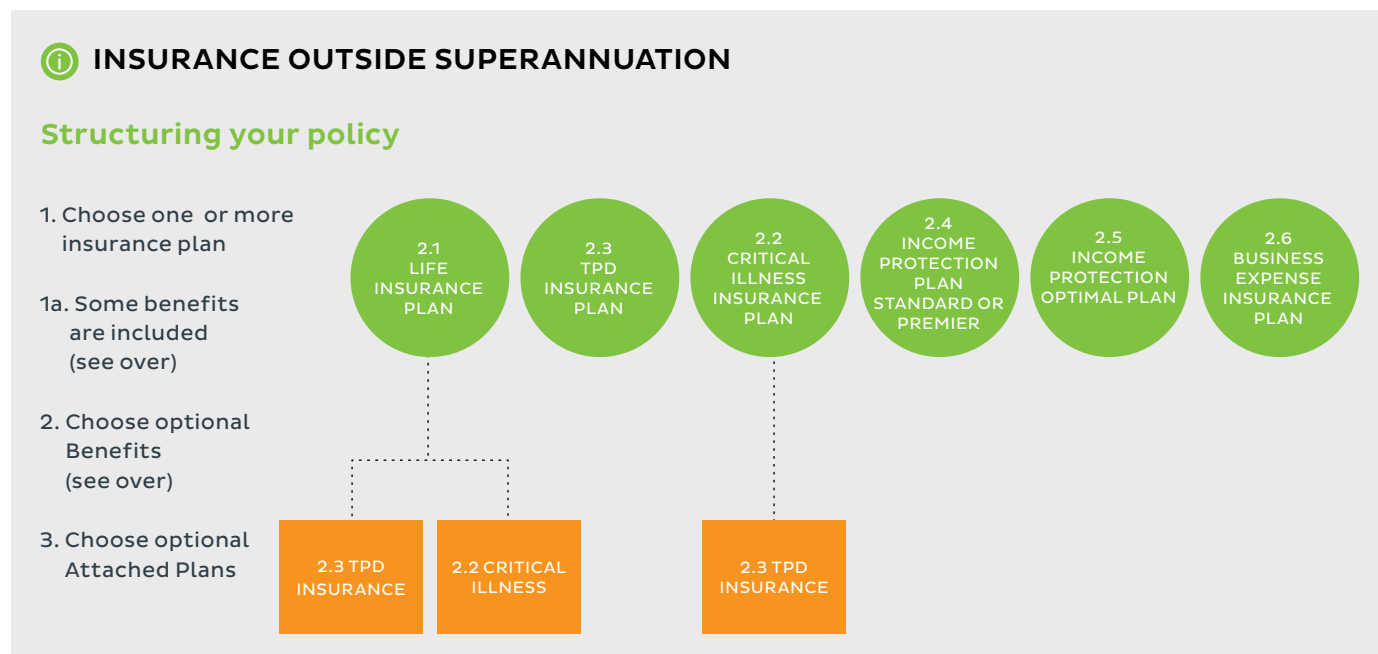 INSURANCE OUTSIDE SUPERANNUATION
Structuring your policy
1. Choose one or more
insurance plan
1a. Some benefits
are included
(see over)
2. Choose optional
Benefits
(see over)
3. Choose optional
Attached Plans
2.1
LIFE
INSURANCE
PLAN
2.3
TPD
INSURANCE
PLAN
2.2
CRITICAL
ILLNESS
INSURANCE
PLAN
2.4
INCOME
PROTECTION
PLAN
STANDARD OR
PREMIER
2.5
INCOME
PROTECTION
OPTIMAL PLAN
2.6
BUSINESS
EXPENSE
INSURANCE
PLAN
2.3 TPD
INSURANCE
2.2 CRITICAL
ILLNESS
2.3 TPD
INSURANCE